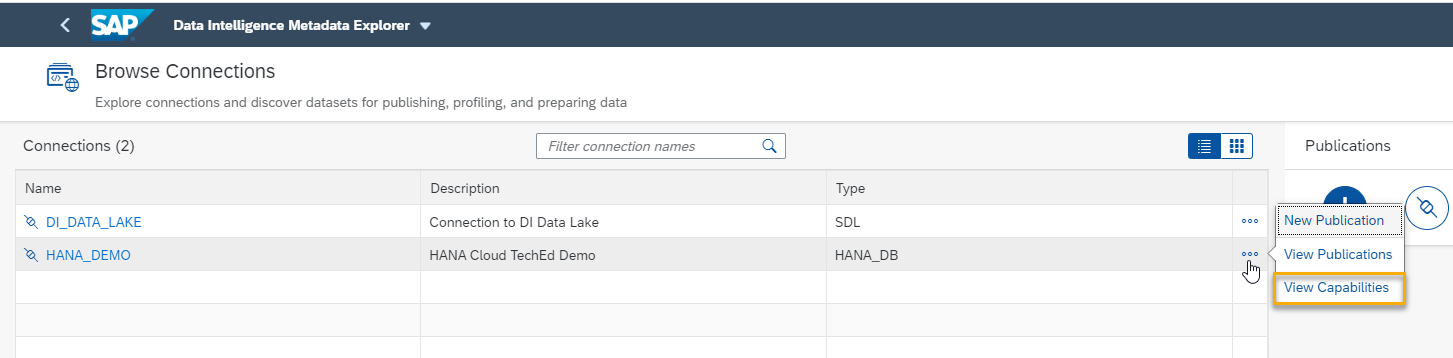 SAP Data Intelligence Metadata Explorer
Browse Connections
Explore connections and discover datasets for publishing, profiling, and preparing data
Connections (2)
Filter connection names
Publications
Name Description Type
DI_DATA_LAKE Connection to DI Data Lake SDL
New Publication
HANA_DEMO HANA Cloud TechEd Demo HANA_DB
View Publications
View Capabilities